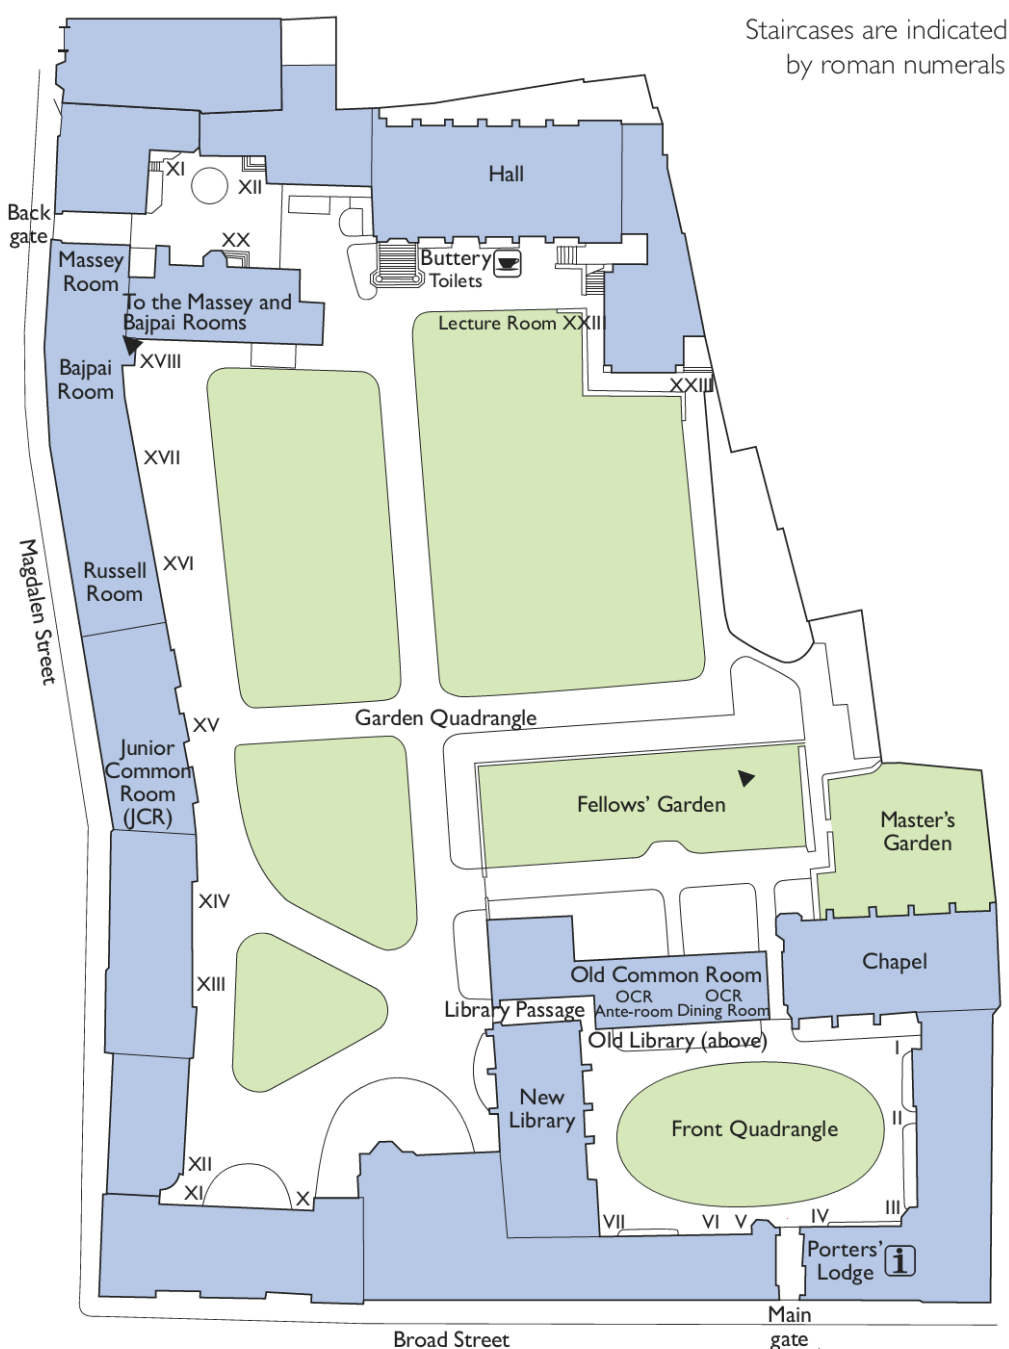 Staircases are indicated
by roman numerals
Hall
XI
XII
Back
gate
XX
Massey
Room
Buttery
Toilets
To the Massey and
Bajpai Rooms
Lecture Room XXIII
XVIII
Bajpai
Room
XXIII
XVII
Magdalen Street
XVI
Russell
Room
Garden Quadrangle
XV
Junior
Common
Room
(JCR)
Fellows' Garden
Master's
Garden
XIV
Chapel
Old Common Room
XIII
OCR
Ante-room
OCR
Dining Room
Library Passage
Old Library (above)
I
New
Library
II
Front Quadrangle
XII
XI
X
III
VII
VI
V
IV
Porters'
Lodge
i
Main
gate
Broad Street